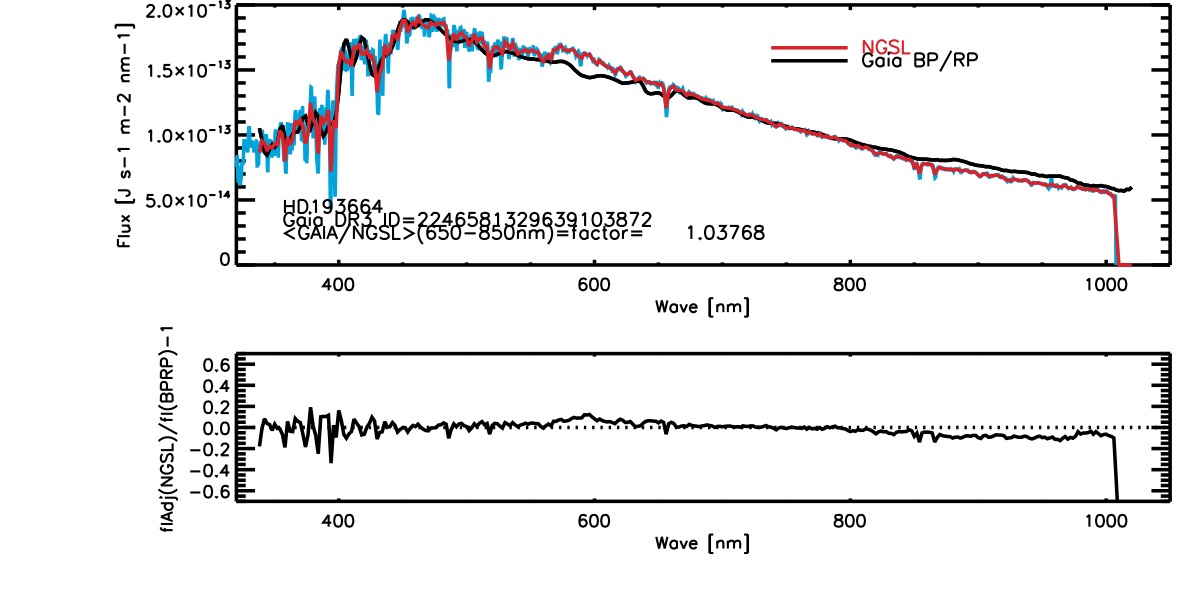 2.0×10−13
1.5×10−13
1.0×10−13
5.0×10−14
0
Flux [J s−1 m−2 nm−1]
NGSL
Gaia BP/RP
HD193664
Gaia DR3 ID=2246581329639103872
<GAIA/NGSL>(650−850nm)=factor= 1.03768
400 600 800 1000
Wave [nm]
flAdj(NGSL)/fl(BPRP)−1
0.6
0.4
0.2
0.0
−0.2
−0.4
−0.6
400 600 800 1000
Wave [nm]